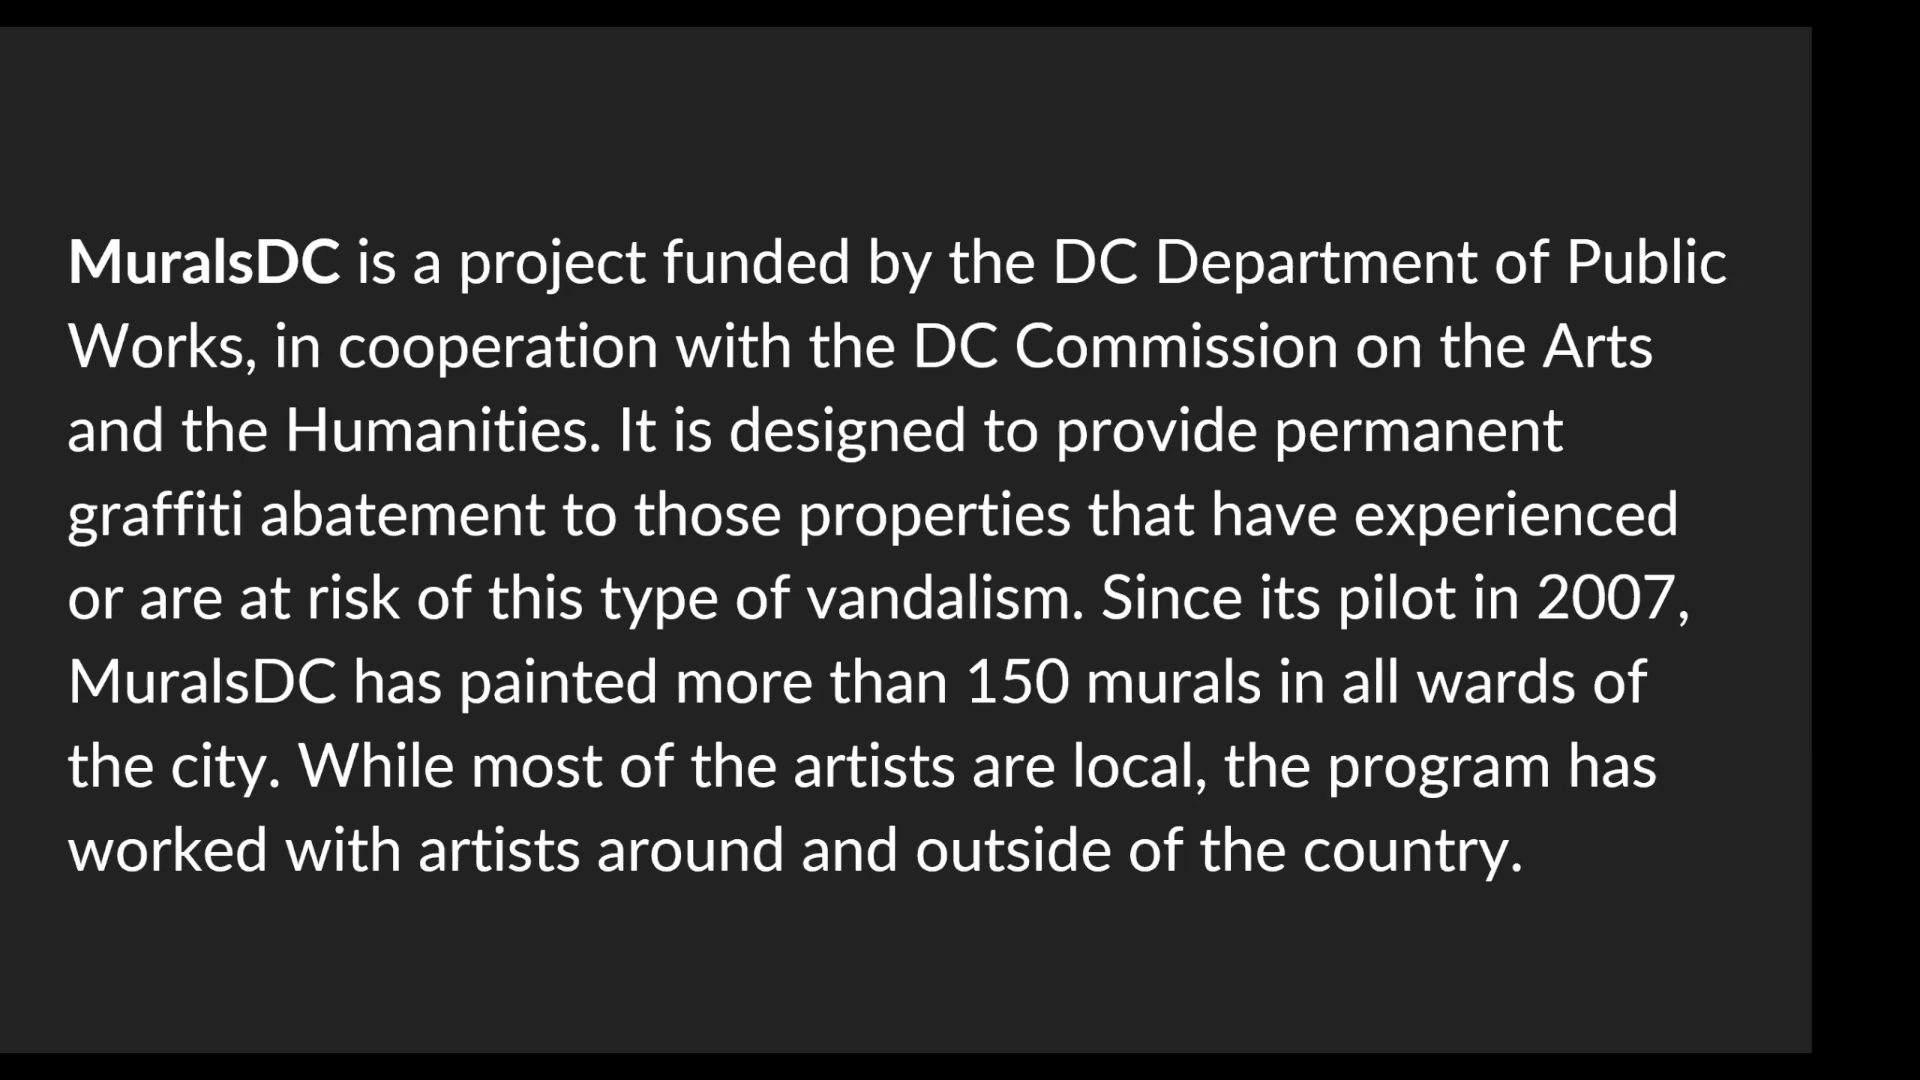 MuralsDC is a project funded by the DC Department of Public
Works, in cooperation with the DC Commission on the Arts
and the Humanities. It is designed to provide permanent
graffiti abatement to those properties that have experienced
or are at risk of this type of vandalism. Since its pilot in 2007,
MuralsDC has painted more than 150 murals in all wards of
the city. While most of the artists are local, the program has
worked with artists around and outside of the country.